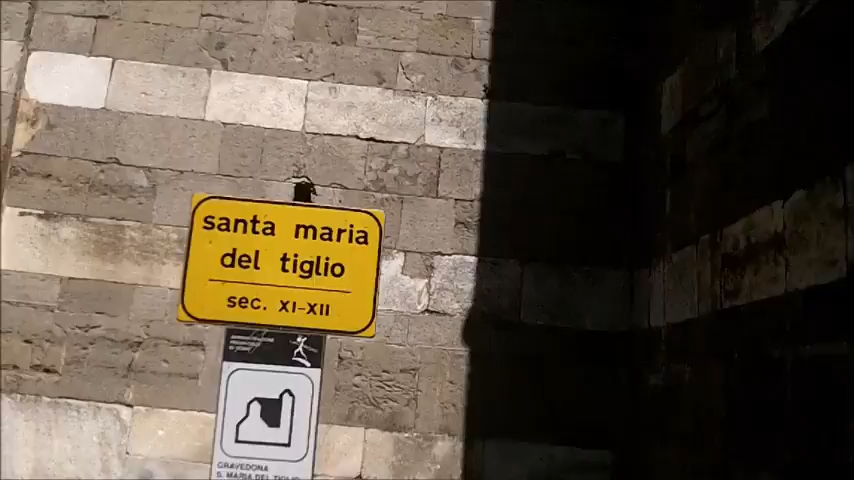 santa maria
del tiglio
sec. XI-XII
GRAVEDONA
S. MARIA DEL TIGLIO